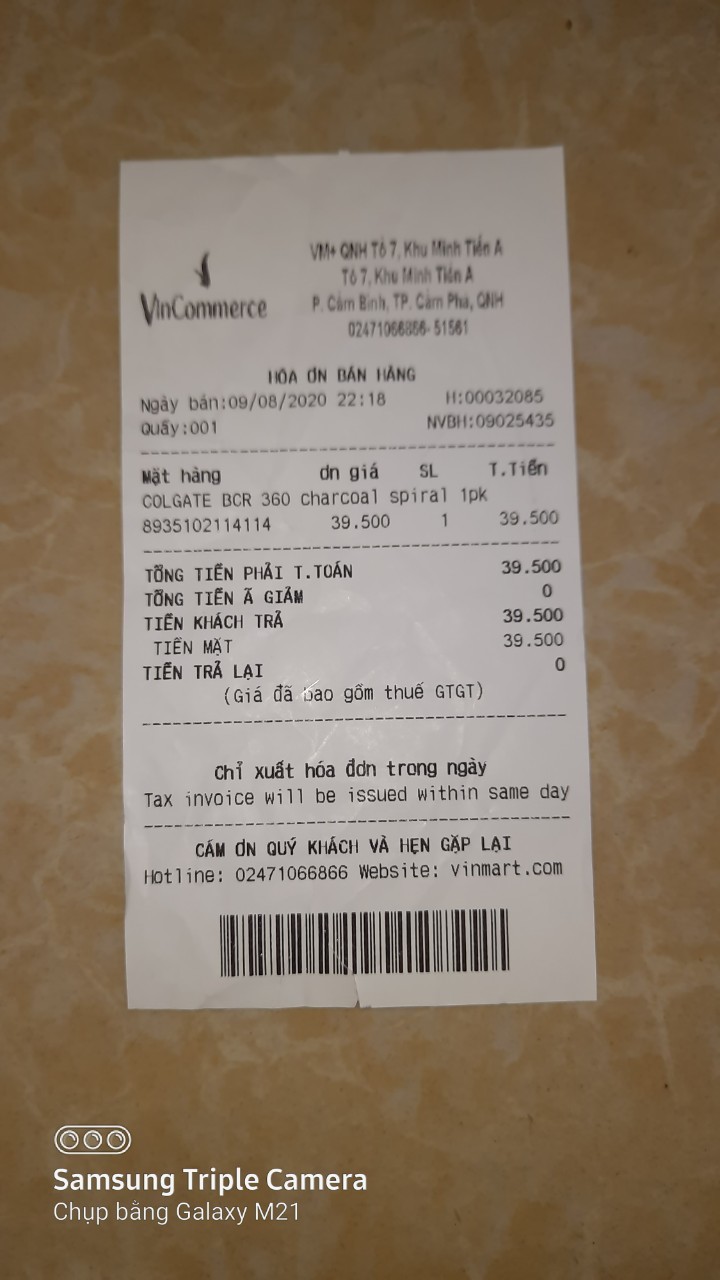 VinCommerce
VM+ QNH Tổ 7, Khu Minh Tiến A
Tổ 7, Khu Minh Tiến A
P. Cẩm Bình, TP. Cẩm Phả, QNH
02471066866-51561
HÓA ƠN BÁN HÀNG
Ngày bán:09/08/2020 22:18 H:00032085
Quầy:001 NVBH:09025435
Mặt hàng ơn giá SL T.Tiền
COLGATE BCR 360 charcoal spiral 1pk
8935102114114 39.500 1 39.500
TỔNG TIỀN PHẢI T.TOÁN 39.500
TỔNG TIỀN Ã GIẢM 0
TIỀN KHÁCH TRẢ 39.500
TIỀN MẶT 39.500
TIỀN TRẢ LẠI 0
(Giá đã bao gồm thuế GTGT)
Chỉ xuất hóa đơn trong ngày
Tax invoice will be issued within same day
CẢM ƠN QUÝ KHÁCH VÀ HẸN GẶP LẠI
Hotline: 02471066866 Website: vinmart.com
Samsung Triple Camera
Chụp bằng Galaxy M21